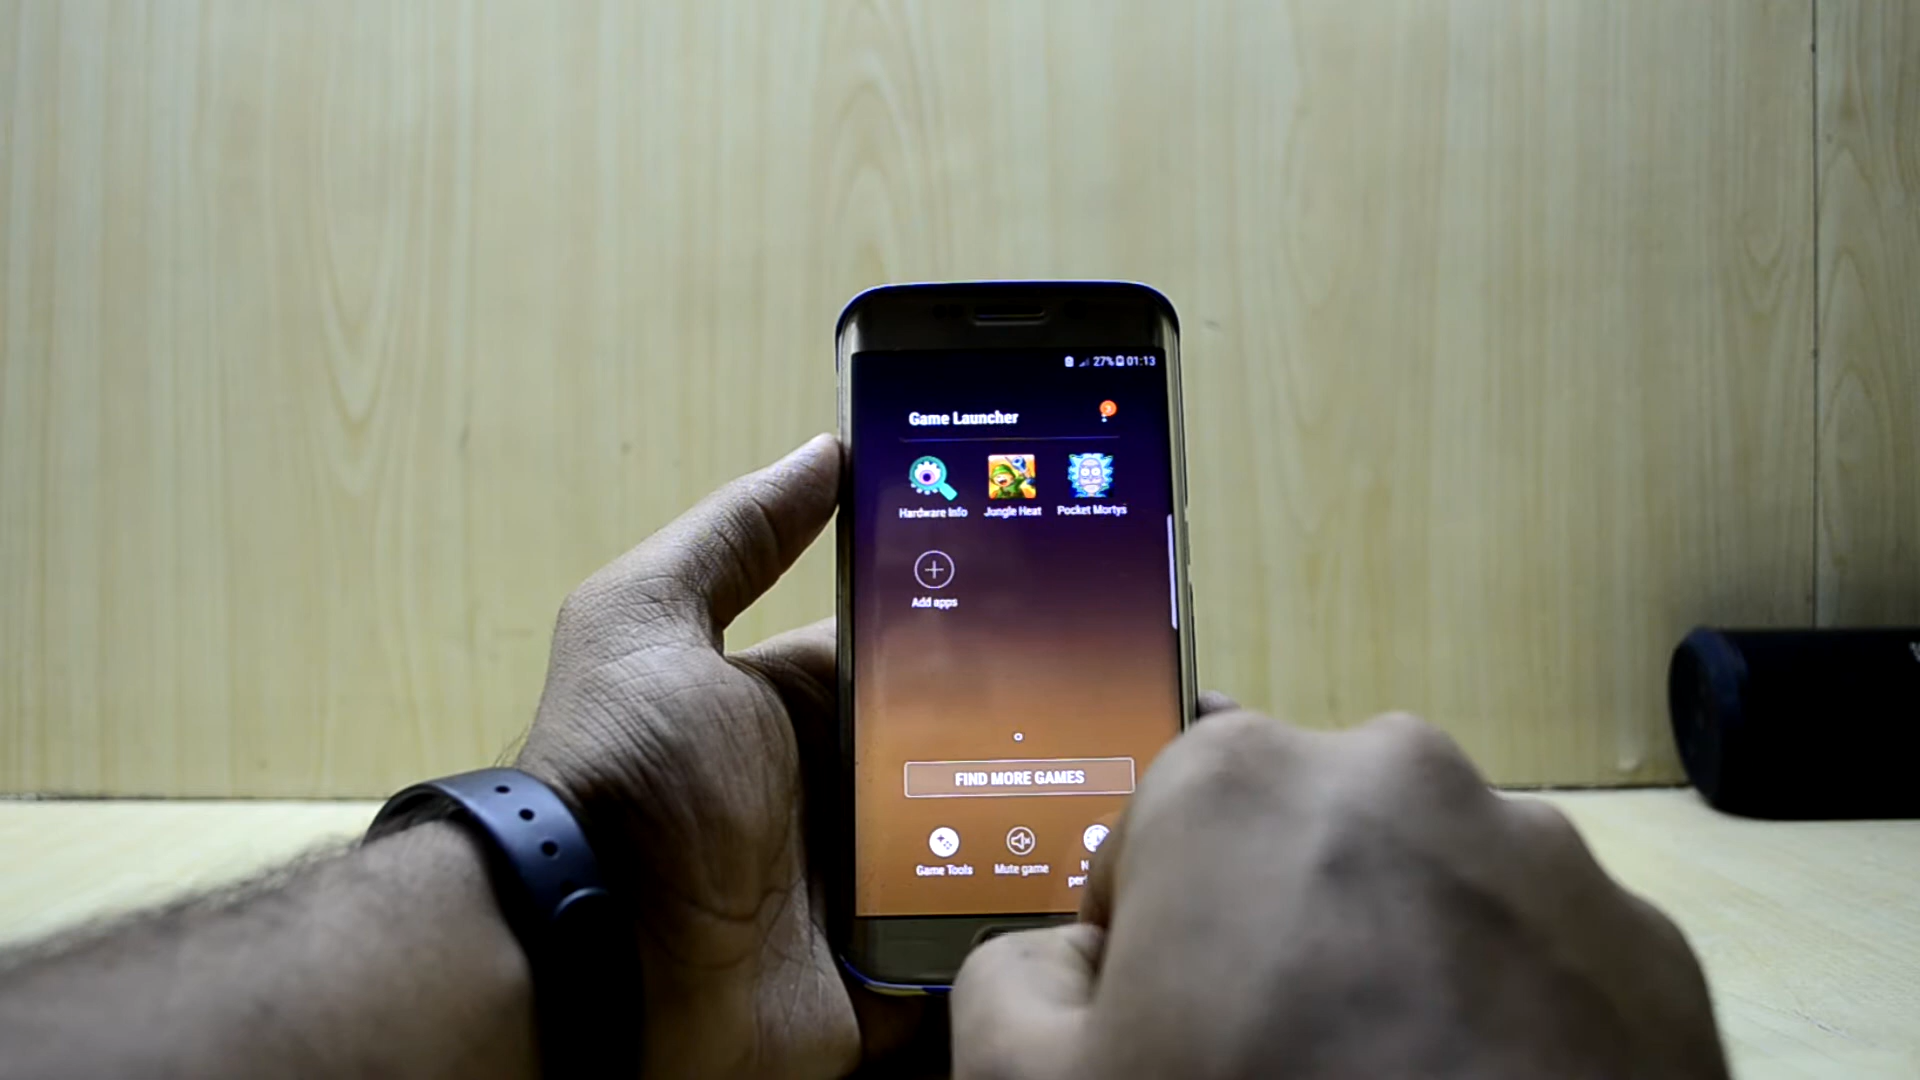 27% 01:13
Game Launcher
Hardware Info Jungle Heat Pocket Mortys
Add apps
FIND MORE GAMES
Game Tools Mute game